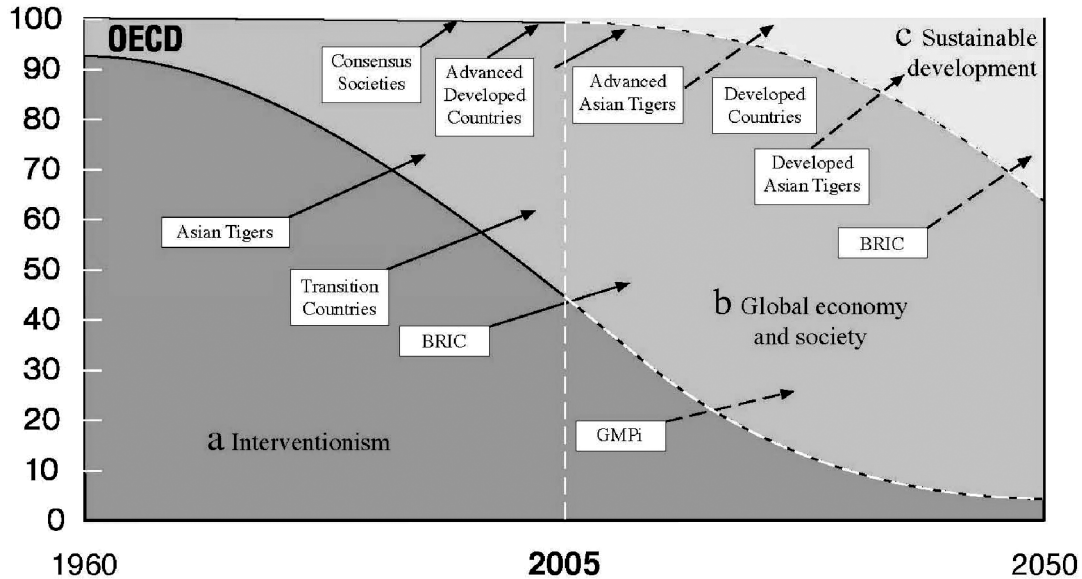 100
90
80
70
60
50
40
30
20
10
0
OECD
Consensus
Societies
Advanced
Developed
Countries
Advanced
Asian Tigers
Developed
Countries
c Sustainable
development
Developed
Asian Tigers
Asian Tigers
BRIC
Transition
Countries
BRIC
b Global economy
and society
GMPi
a Interventionism
1960
2005
2050